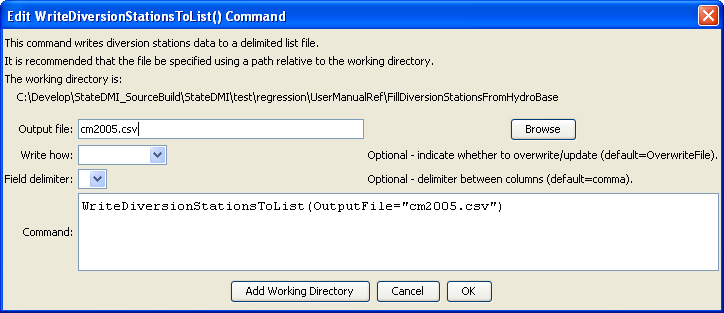 Edit WriteDiversionStationsToList() Command
This command writes diversion stations data to a delimited list file.
It is recommended that the file be specified using a path relative to the working directory.
The working directory is:
C:\Develop\StateDMI_SourceBuild\StateDMI\test\regression\UserManualRef\FillDiversionStationsFromHydroBase
Output file: cm2005.csv Browse
Write how: Optional - indicate whether to overwrite/update (default=OverwriteFile).
Field delimiter: Optional - delimiter between columns (default=comma).
Command: WriteDiversionStationsToList(OutputFile="cm2005.csv")
Add Working Directory Cancel OK